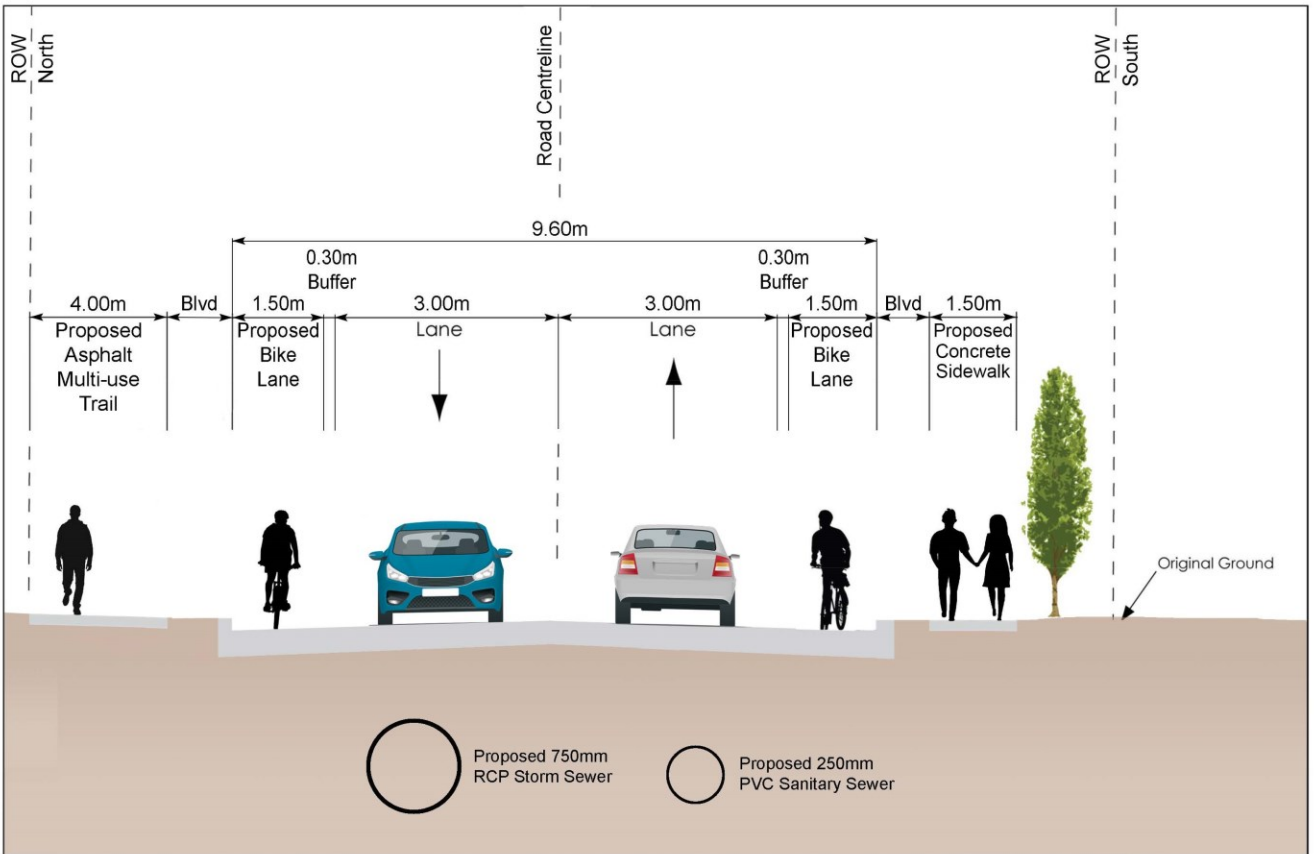 ROW
North
Road Centreline
ROW
South
9.60m
0.30m
Buffer
0.30m
Buffer
4.00m
Proposed
Asphalt
Multi-use
Trail
Blvd
1.50m
Proposed
Bike
Lane
3.00m
Lane
3.00m
Lane
1.50m
Proposed
Bike
Lane
Blvd
1.50m
Proposed
Concrete
Sidewalk
Original Ground
Proposed 750mm
RCP Storm Sewer
Proposed 250mm
PVC Sanitary Sewer